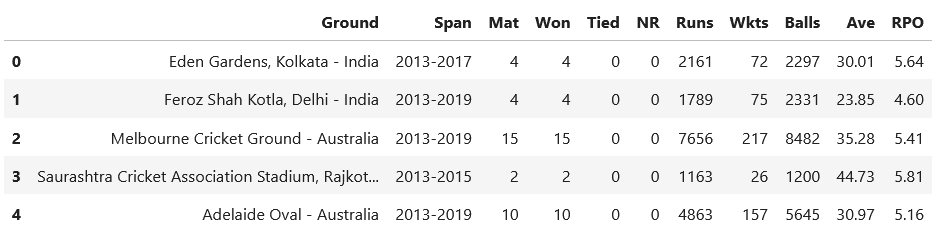 Ground Span Mat Won Tied NR Runs Wkts Balls Ave RPO
0 Eden Gardens, Kolkata - India 2013-2017 4 4 0 0 2161 72 2297 30.01 5.64
1 Feroz Shah Kotla, Delhi - India 2013-2019 4 4 0 0 1789 75 2331 23.85 4.60
2 Melbourne Cricket Ground - Australia 2013-2019 15 15 0 0 7656 217 8482 35.28 5.41
3 Saurashtra Cricket Association Stadium, Rajkot... 2013-2015 2 2 0 0 1163 26 1200 44.73 5.81
4 Adelaide Oval - Australia 2013-2019 10 10 0 0 4863 157 5645 30.97 5.16